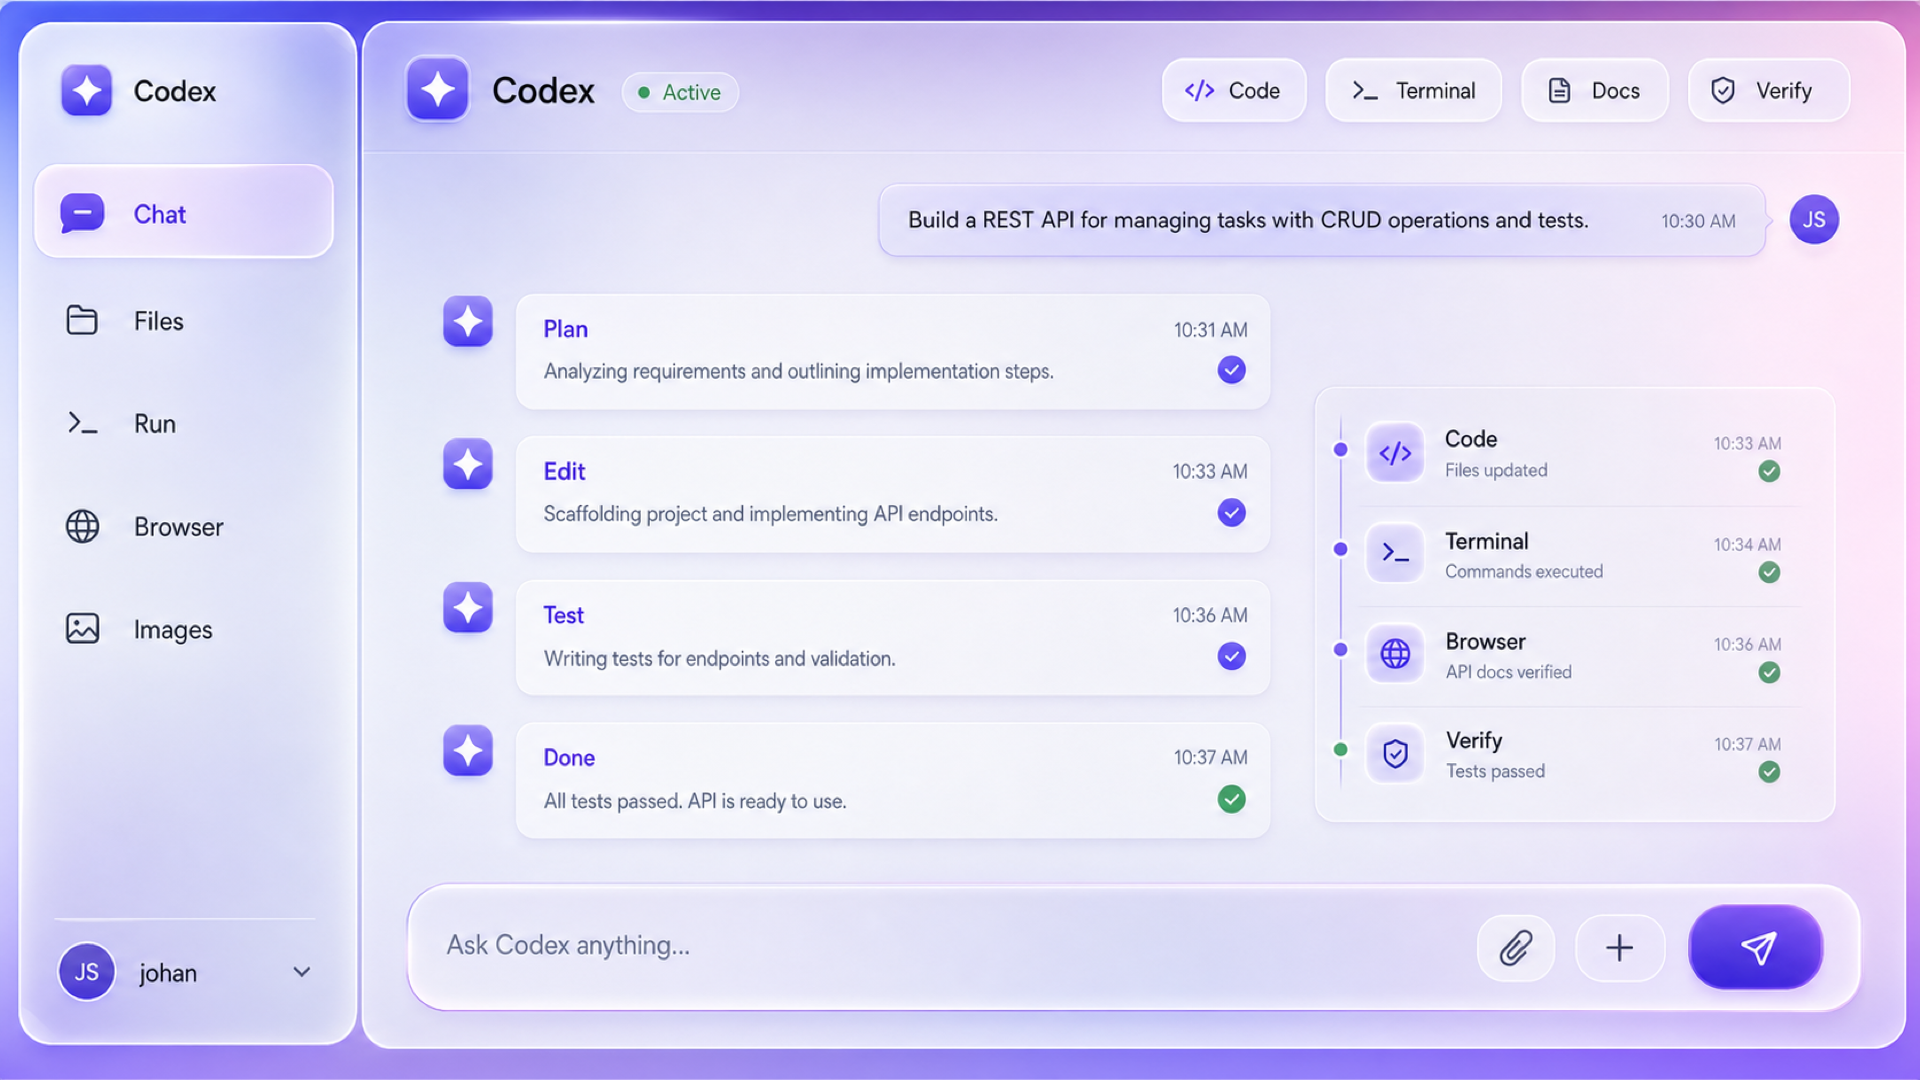 Codex
Chat
Files
Run
Browser
Images
JS johan
Codex Active
Code Terminal Docs Verify
Build a REST API for managing tasks with CRUD operations and tests. 10:30 AM JS
Plan 10:31 AM
Analyzing requirements and outlining implementation steps.
Edit 10:33 AM
Scaffolding project and implementing API endpoints.
Test 10:36 AM
Writing tests for endpoints and validation.
Done 10:37 AM
All tests passed. API is ready to use.
Code 10:33 AM
Files updated
Terminal 10:34 AM
Commands executed
Browser 10:36 AM
API docs verified
Verify 10:37 AM
Tests passed
Ask Codex anything...